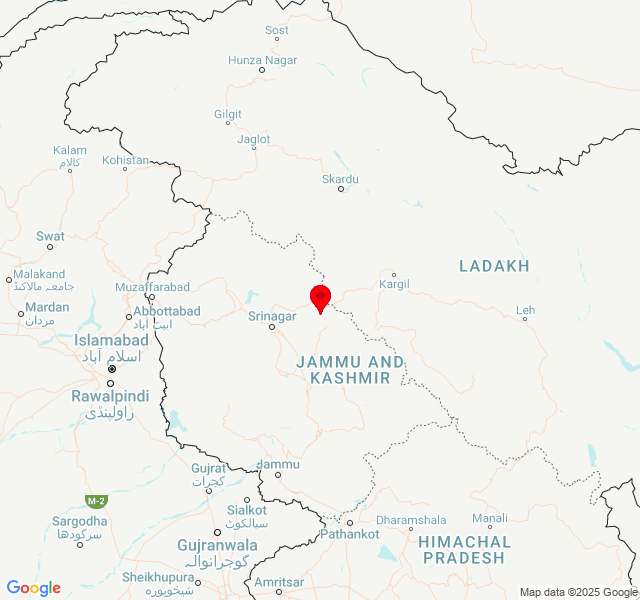 Sost
Hunza Nagar
Gilgit
Jaglot
Kalam
كالام
Kohistan
Skardu
Swat
LADAKH
Malakand
جامعہ مالاکنڈ
Muzaffarabad
Kargil
Mardan
مردان
Abbottabad
ایبٹ آباد
Srinagar
Leh
Islamabad
اسلام آباد
JAMMU AND
KASHMIR
Rawalpindi
راولپنڈی
Gujrat
گجرات
Jammu
M-2
Sialkot
سیالکوٹ
Sargodha
سرگودھا
Pathankot
Dharamshala
Manali
Gujranwala
گوجرانوالہ
HIMACHAL
PRADESH
Sheikhupura
شیخوپورہ
Amritsar
Google
Map data ©2025 Google